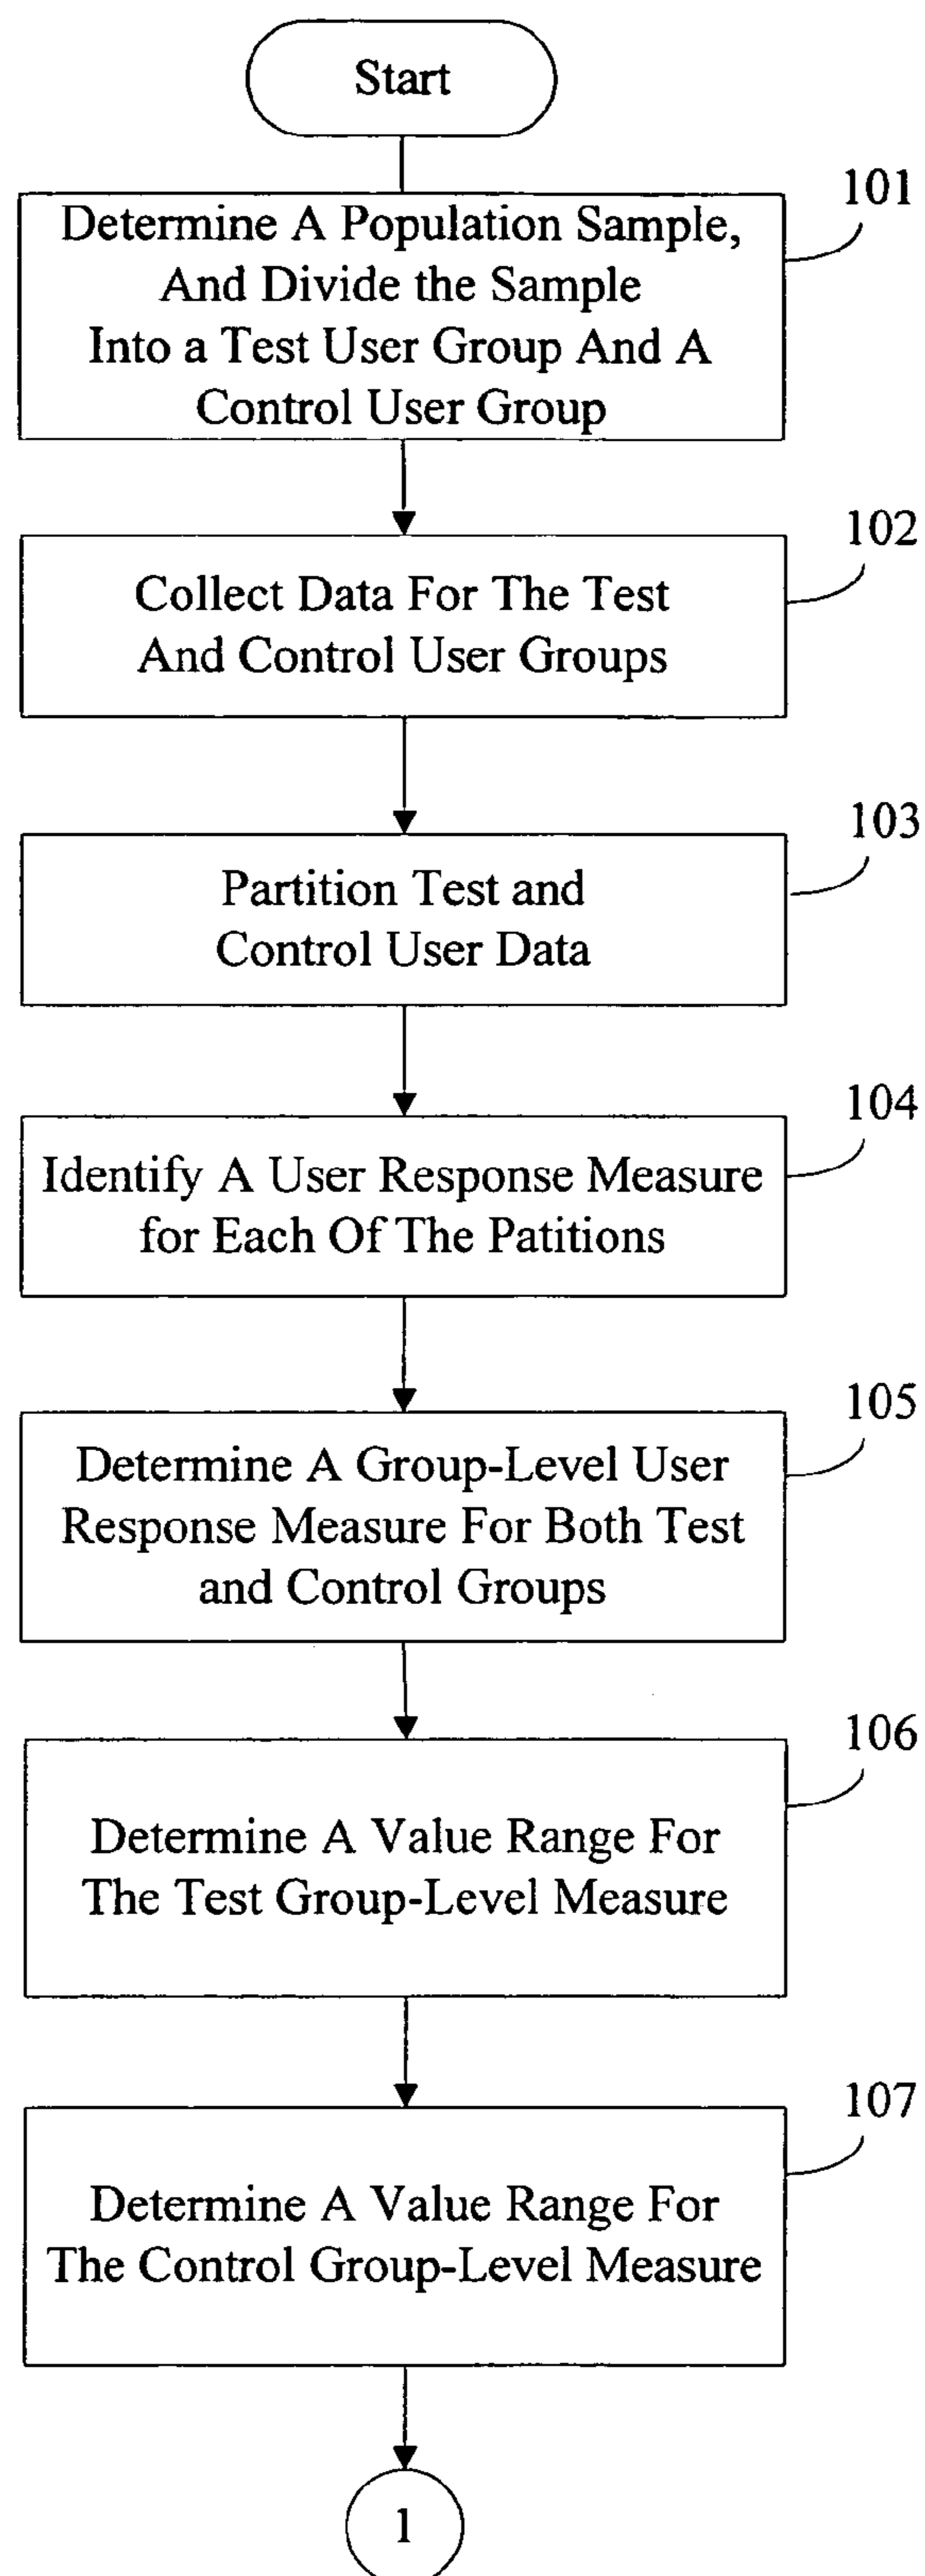 Start
101
Determine A Population Sample,
And Divide the Sample
Into a Test User Group And A
Control User Group
102
Collect Data For The Test
And Control User Groups
103
Partition Test and
Control User Data
104
Identify A User Response Measure
for Each Of The Patitions
105
Determine A Group-Level User
Response Measure For Both Test
and Control Groups
106
Determine A Value Range For
The Test Group-Level Measure
107
Determine A Value Range For
The Control Group-Level Measure
1